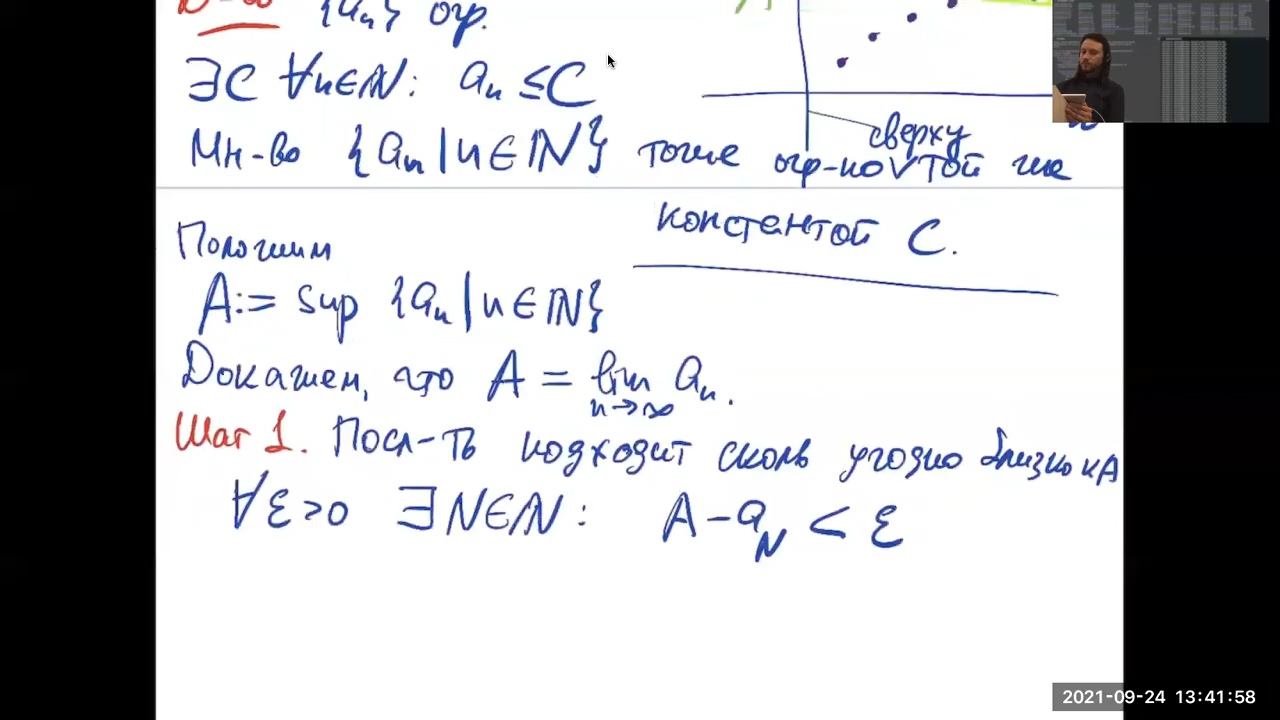 {aₙ} огр.
∃C ∀n∈ℕ: aₙ ≤ C
Мн-во {aₙ | n∈ℕ} тоже огр-но той же
сверху
константой C.
Положим
A := sup {aₙ | n∈ℕ}
Докажем, что A = lim aₙ.
n→∞
Шаг 1. Посл-ть подходит сколь угодно близко к A
∀ε>0 ∃N∈ℕ: A - a_N < ε
2021-09-24 13:41:58